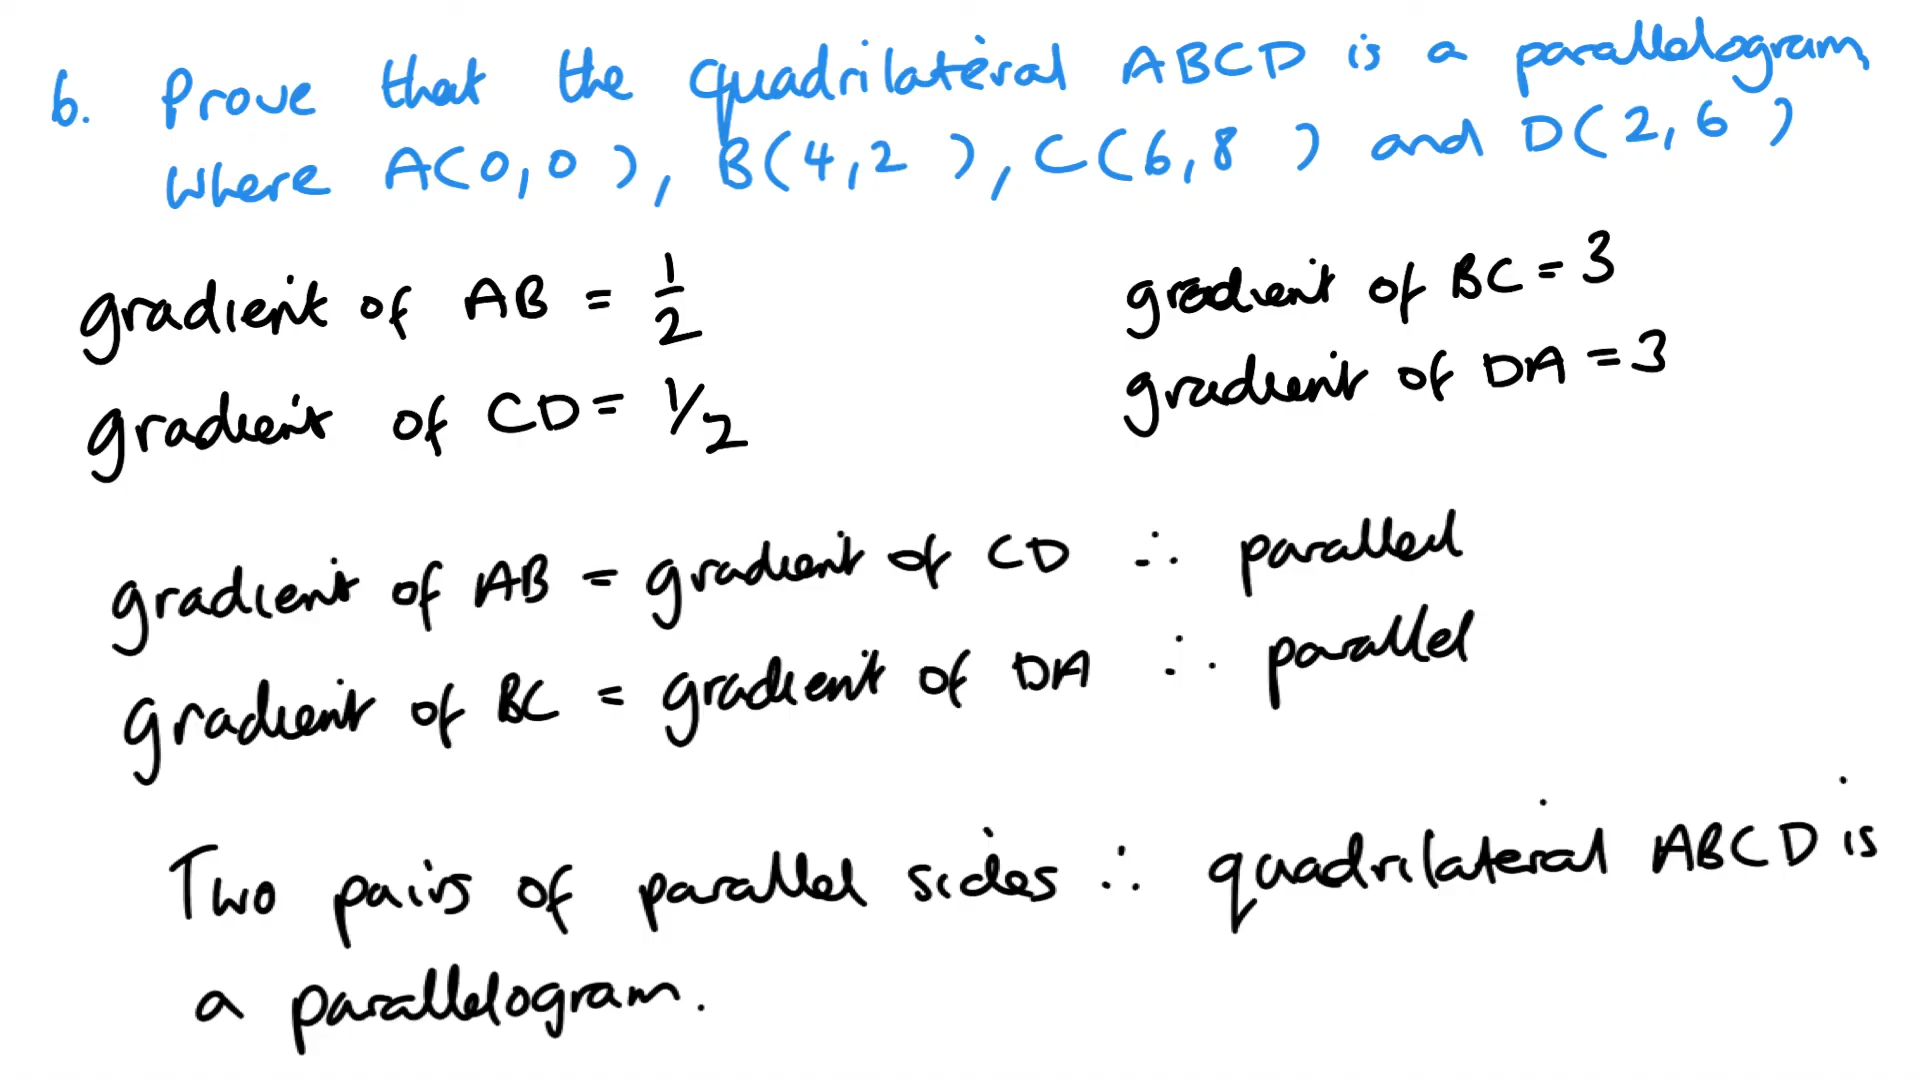 6. Prove that the quadrilateral ABCD is a parallelogram
where A(0,0), B(4,2), C(6,8) and D(2,6)
gradient of AB = 1/2
gradient of CD = 1/2
gradient of BC = 3
gradient of DA = 3
gradient of AB = gradient of CD ∴ parallel
gradient of BC = gradient of DA ∴ parallel
Two pairs of parallel sides ∴ quadrilateral ABCD is
a parallelogram.